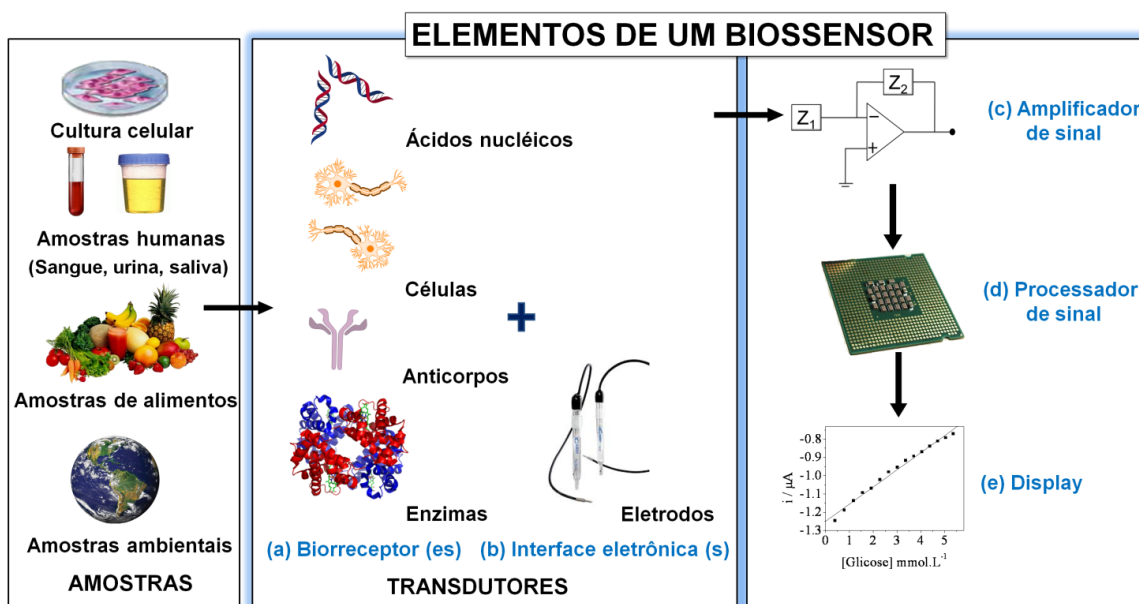 ELEMENTOS DE UM BIOSSENSOR
Cultura celular
Amostras humanas
(Sangue, urina, saliva)
Amostras de alimentos
Amostras ambientais
AMOSTRAS
Ácidos nucléicos
Células
+
Anticorpos
Enzimas
Eletrodos
(a) Biorreceptor (es)
(b) Interface eletrônica (s)
TRANSDUTORES
Z2
Z1
−
+
(c) Amplificador
de sinal
(d) Processador
de sinal
(e) Display
i / µA
-0.8
-0.9
-1.0
-1.1
-1.2
-1.3
0 1 2 3 4 5
[Glicose] mmol.L-1